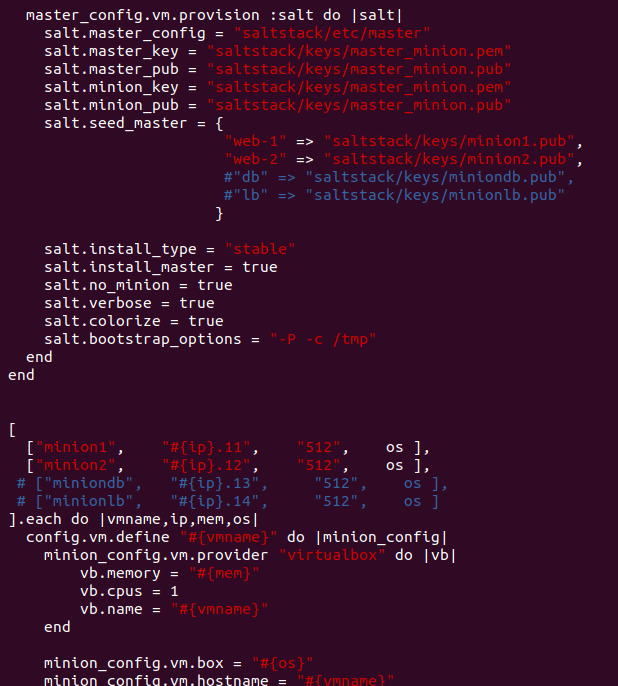 master_config.vm.provision :salt do |salt|
salt.master_config = "saltstack/etc/master"
salt.master_key = "saltstack/keys/master_minion.pem"
salt.master_pub = "saltstack/keys/master_minion.pub"
salt.minion_key = "saltstack/keys/master_minion.pem"
salt.minion_pub = "saltstack/keys/master_minion.pub"
salt.seed_master = {
"web-1" => "saltstack/keys/minion1.pub",
"web-2" => "saltstack/keys/minion2.pub",
#"db" => "saltstack/keys/miniondb.pub",
#"lb" => "saltstack/keys/minionlb.pub"
}
salt.install_type = "stable"
salt.install_master = true
salt.no_minion = true
salt.verbose = true
salt.colorize = true
salt.bootstrap_options = "-P -c /tmp"
end
end
[
["minion1", "#{ip}.11", "512", os ],
["minion2", "#{ip}.12", "512", os ],
# ["miniondb", "#{ip}.13", "512", os ],
# ["minionlb", "#{ip}.14", "512", os ]
].each do |vmname,ip,mem,os|
config.vm.define "#{vmname}" do |minion_config|
minion_config.vm.provider "virtualbox" do |vb|
vb.memory = "#{mem}"
vb.cpus = 1
vb.name = "#{vmname}"
end
minion_config.vm.box = "#{os}"
minion_config.vm.hostname = "#{vmname}"